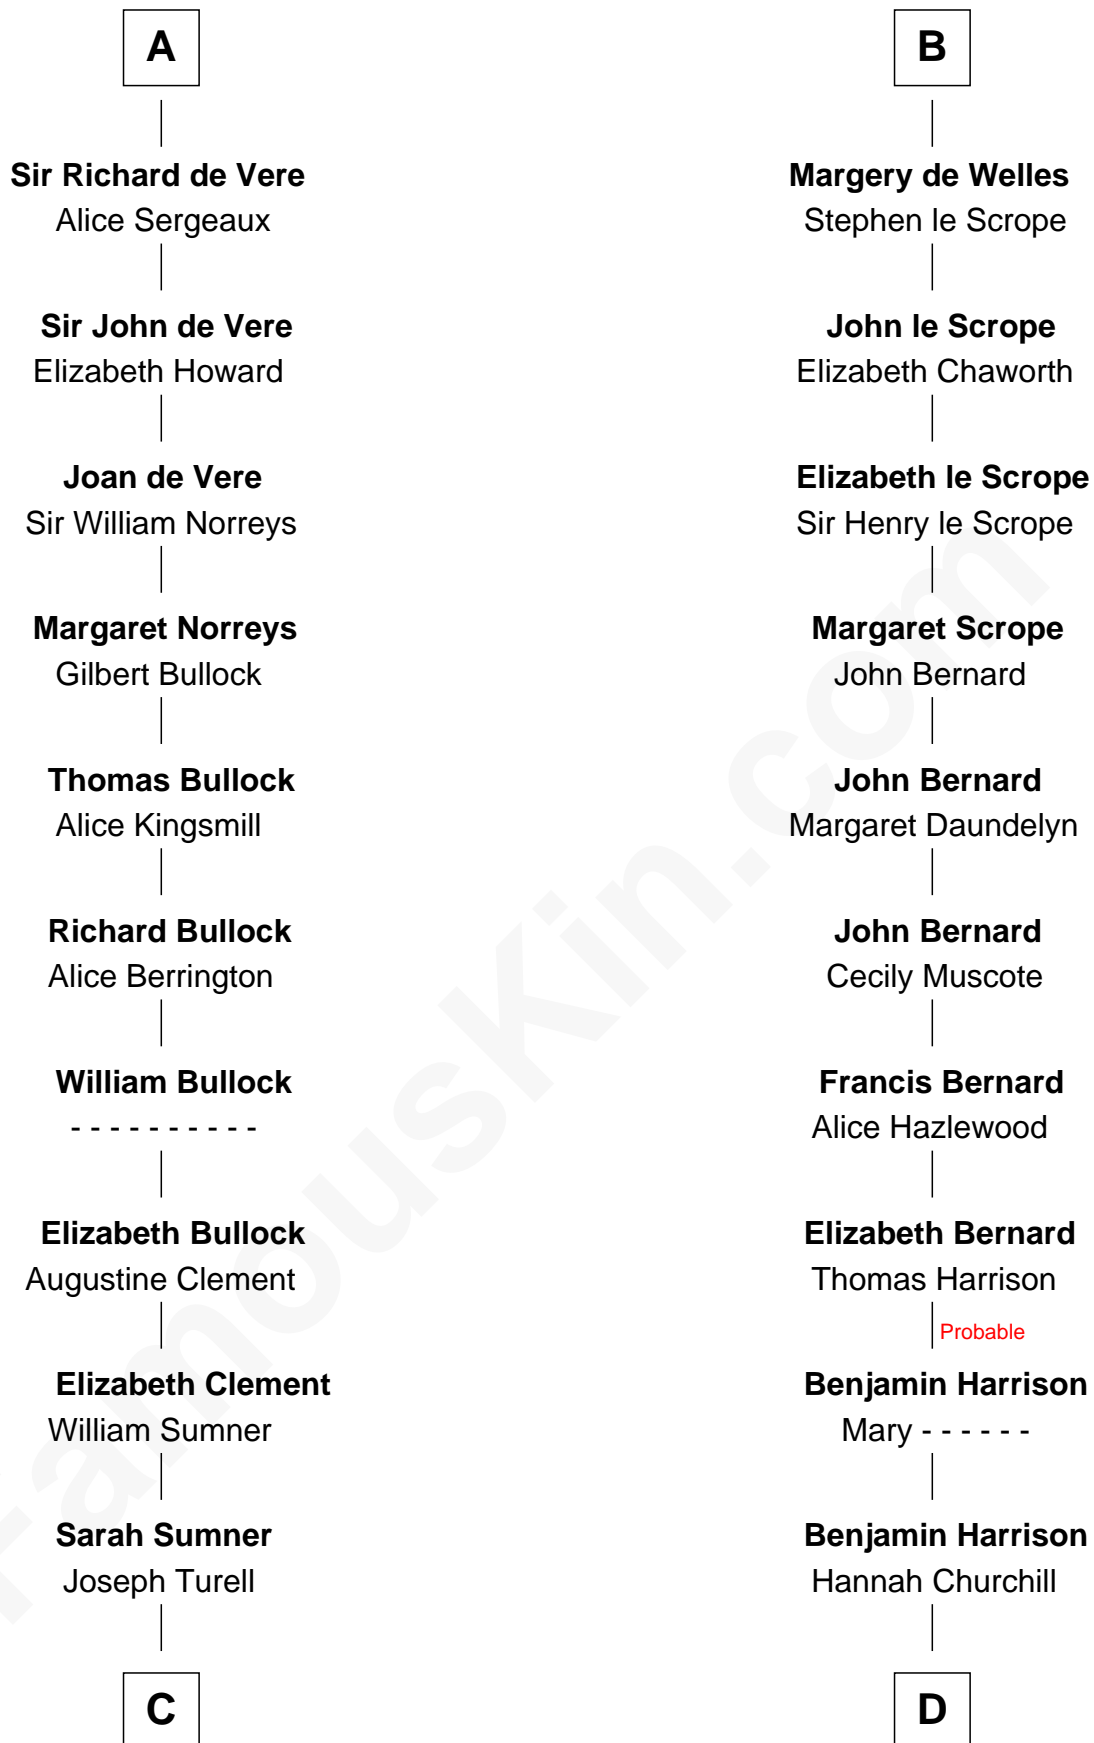 A
Sir Richard de Vere
Alice Sergeaux
Sir John de Vere
Elizabeth Howard
Joan de Vere
Sir William Norreys
Margaret Norreys
Gilbert Bullock
Thomas Bullock
Alice Kingsmill
Richard Bullock
Alice Berrington
William Bullock
- - - - - - - - - -
Elizabeth Bullock
Augustine Clement
Elizabeth Clement
William Sumner
Sarah Sumner
Joseph Turell
C
B
Margery de Welles
Stephen le Scrope
John le Scrope
Elizabeth Chaworth
Elizabeth le Scrope
Sir Henry le Scrope
Margaret Scrope
John Bernard
John Bernard
Margaret Daundelyn
John Bernard
Cecily Muscote
Francis Bernard
Alice Hazlewood
Elizabeth Bernard
Thomas Harrison
Probable
Benjamin Harrison
Mary - - - - - -
Benjamin Harrison
Hannah Churchill
D
FamousKin.com